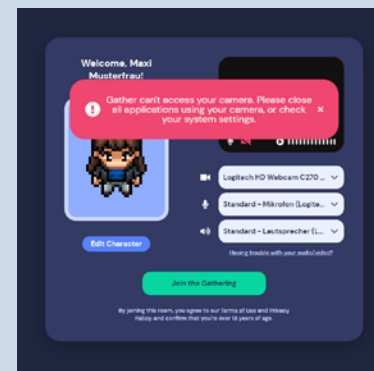 Welcome, Maxi
Musterfrau!
Gather can't access your camera. Please close
all applications using your camera, or check
your system settings.
Logitech HD Webcam C270 ...
Standard - Mikrofon (Logite...
Standard - Lautsprecher (L...
Edit Character
Having trouble with your audio/video?
Join the Gathering
By joining this room, you agree to our Terms of Use and Privacy
Policy, and confirm that you're over 18 years of age.